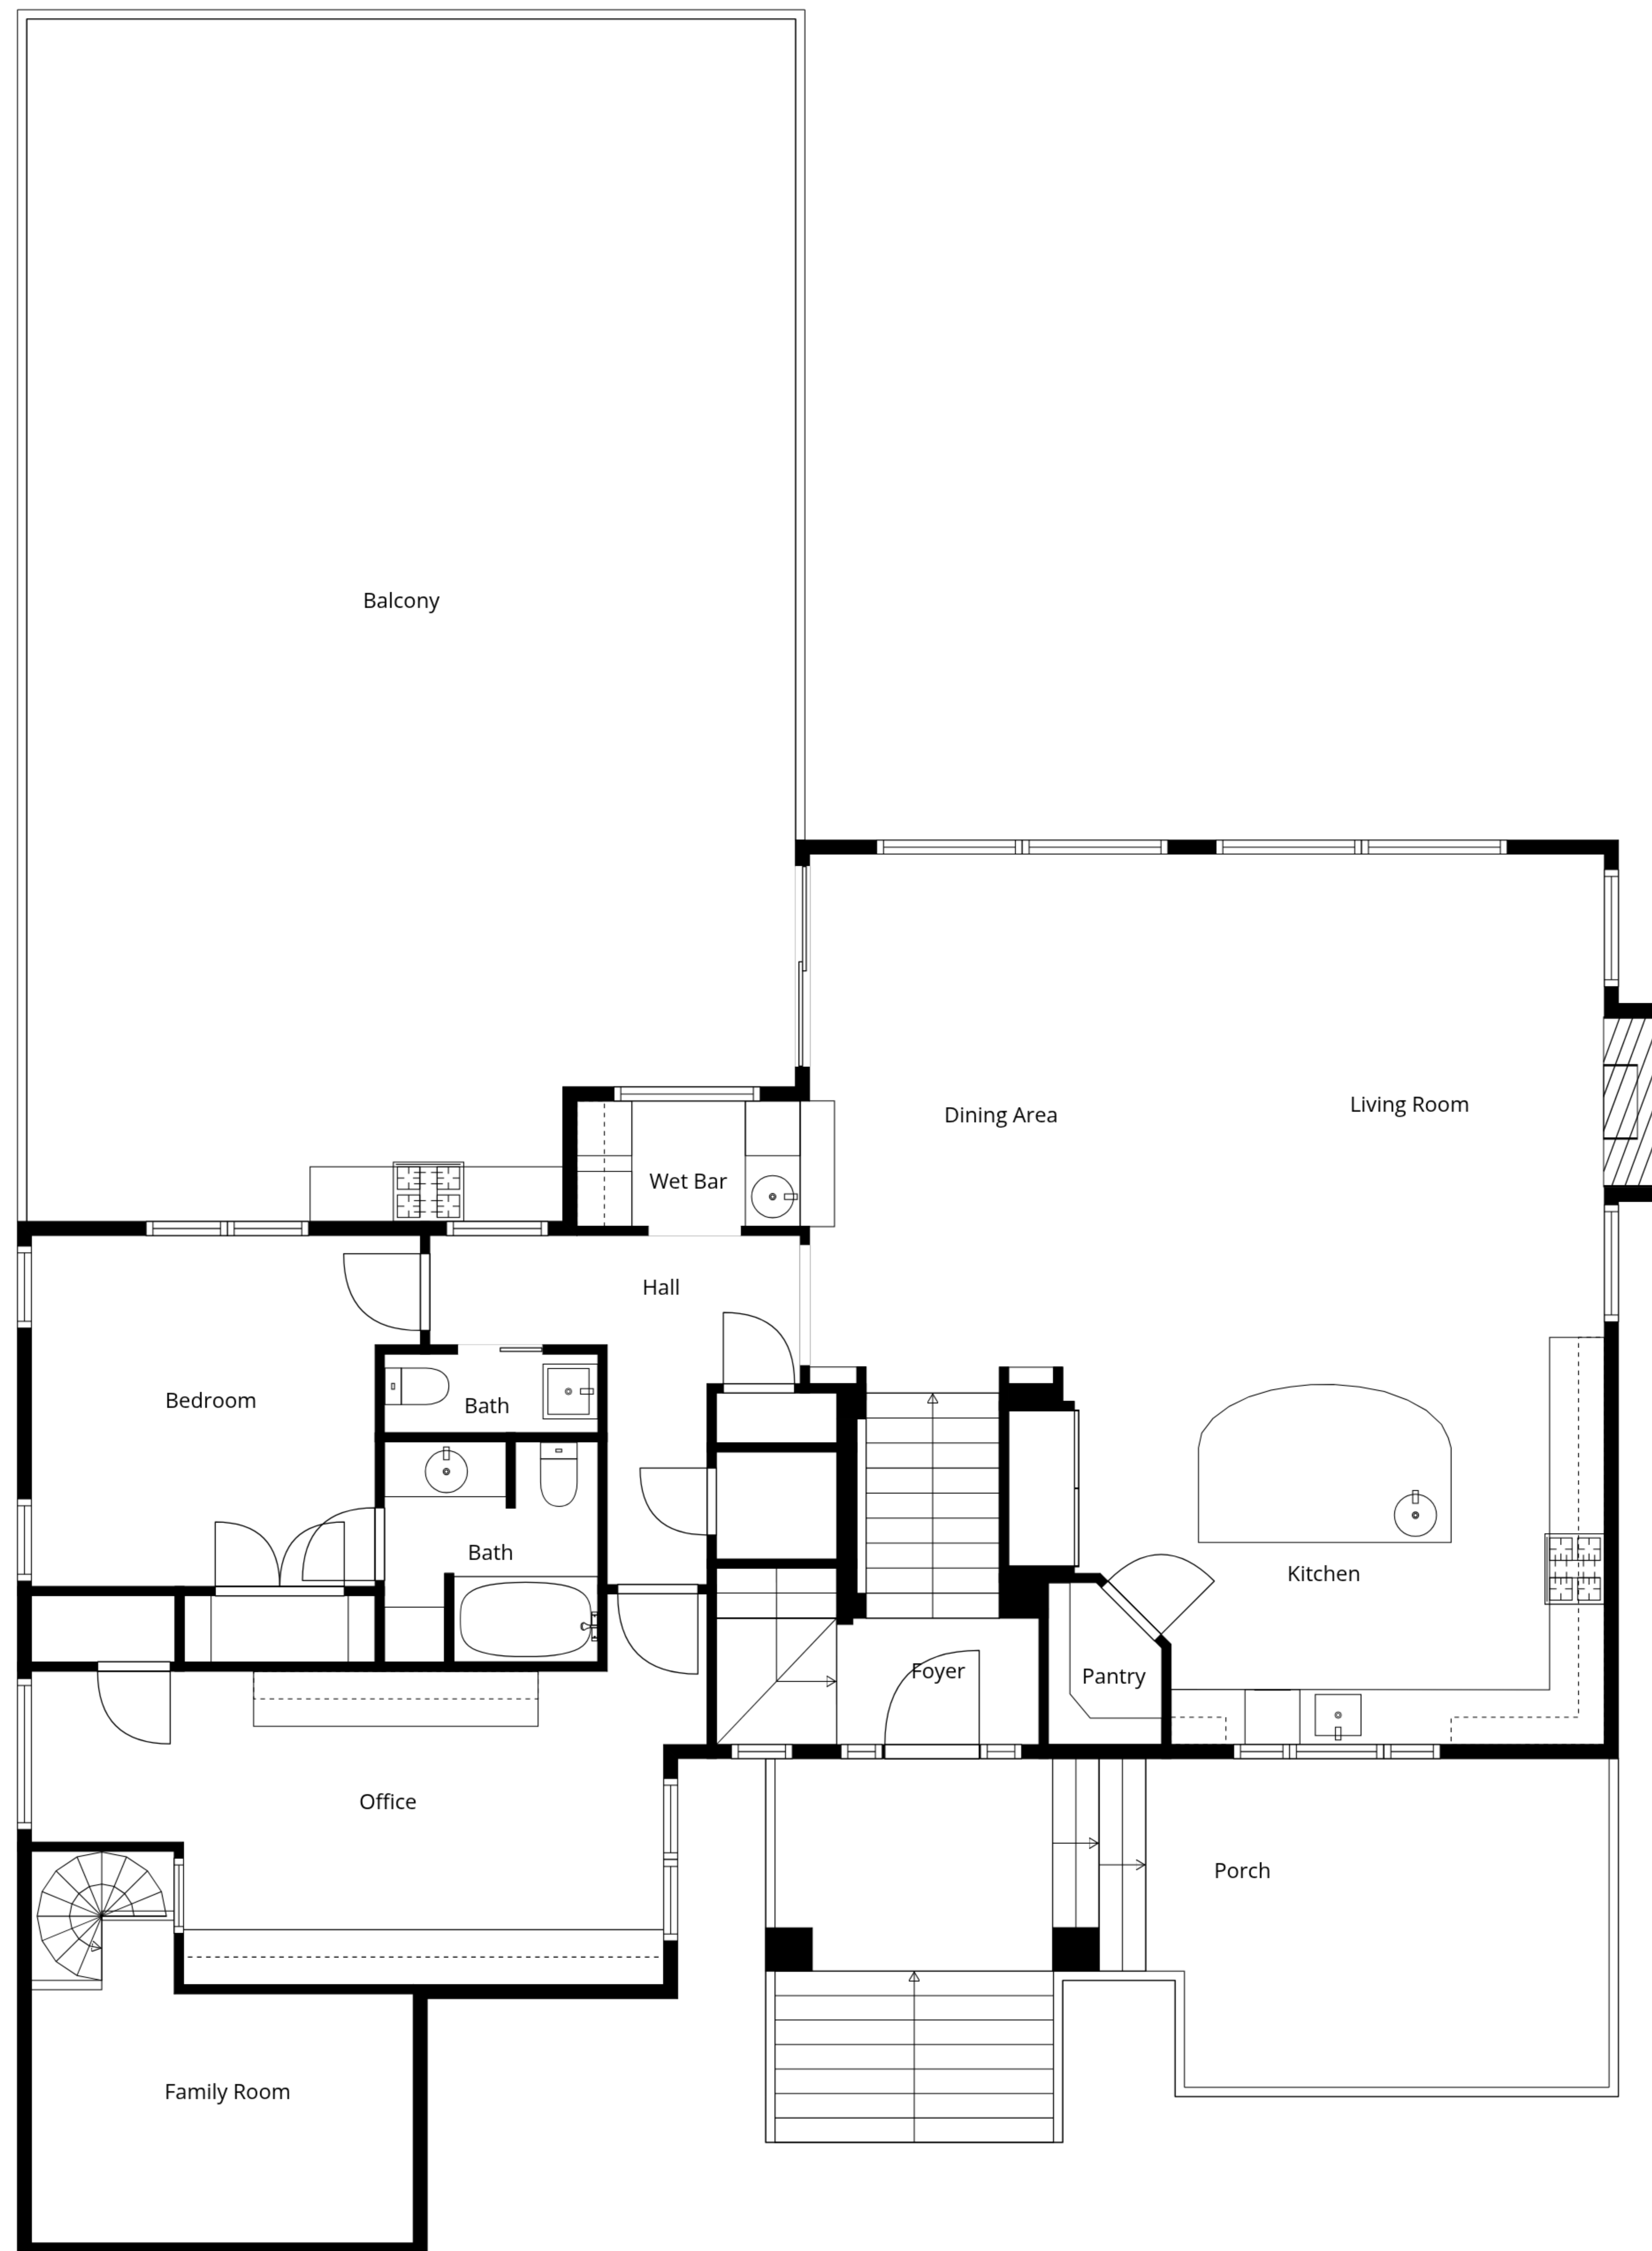 Balcony
Living Room
Dining Area
Wet Bar
Hall
Bedroom
Bath
Bath
Kitchen
Foyer
Pantry
Office
Porch
Family Room